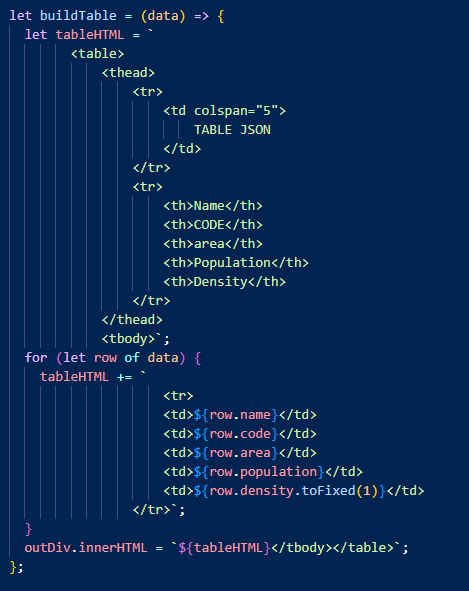 let buildTable = (data) => {
let tableHTML = `
<table>
<thead>
<tr>
<td colspan="5">
TABLE JSON
</td>
</tr>
<tr>
<th>Name</th>
<th>CODE</th>
<th>area</th>
<th>Population</th>
<th>Density</th>
</tr>
</thead>
<tbody>`;
for (let row of data) {
tableHTML += `
<tr>
<td>${row.name}</td>
<td>${row.code}</td>
<td>${row.area}</td>
<td>${row.population}</td>
<td>${row.density.toFixed(1)}</td>
</tr>`;
}
outDiv.innerHTML = `${tableHTML}</tbody></table>`;
};